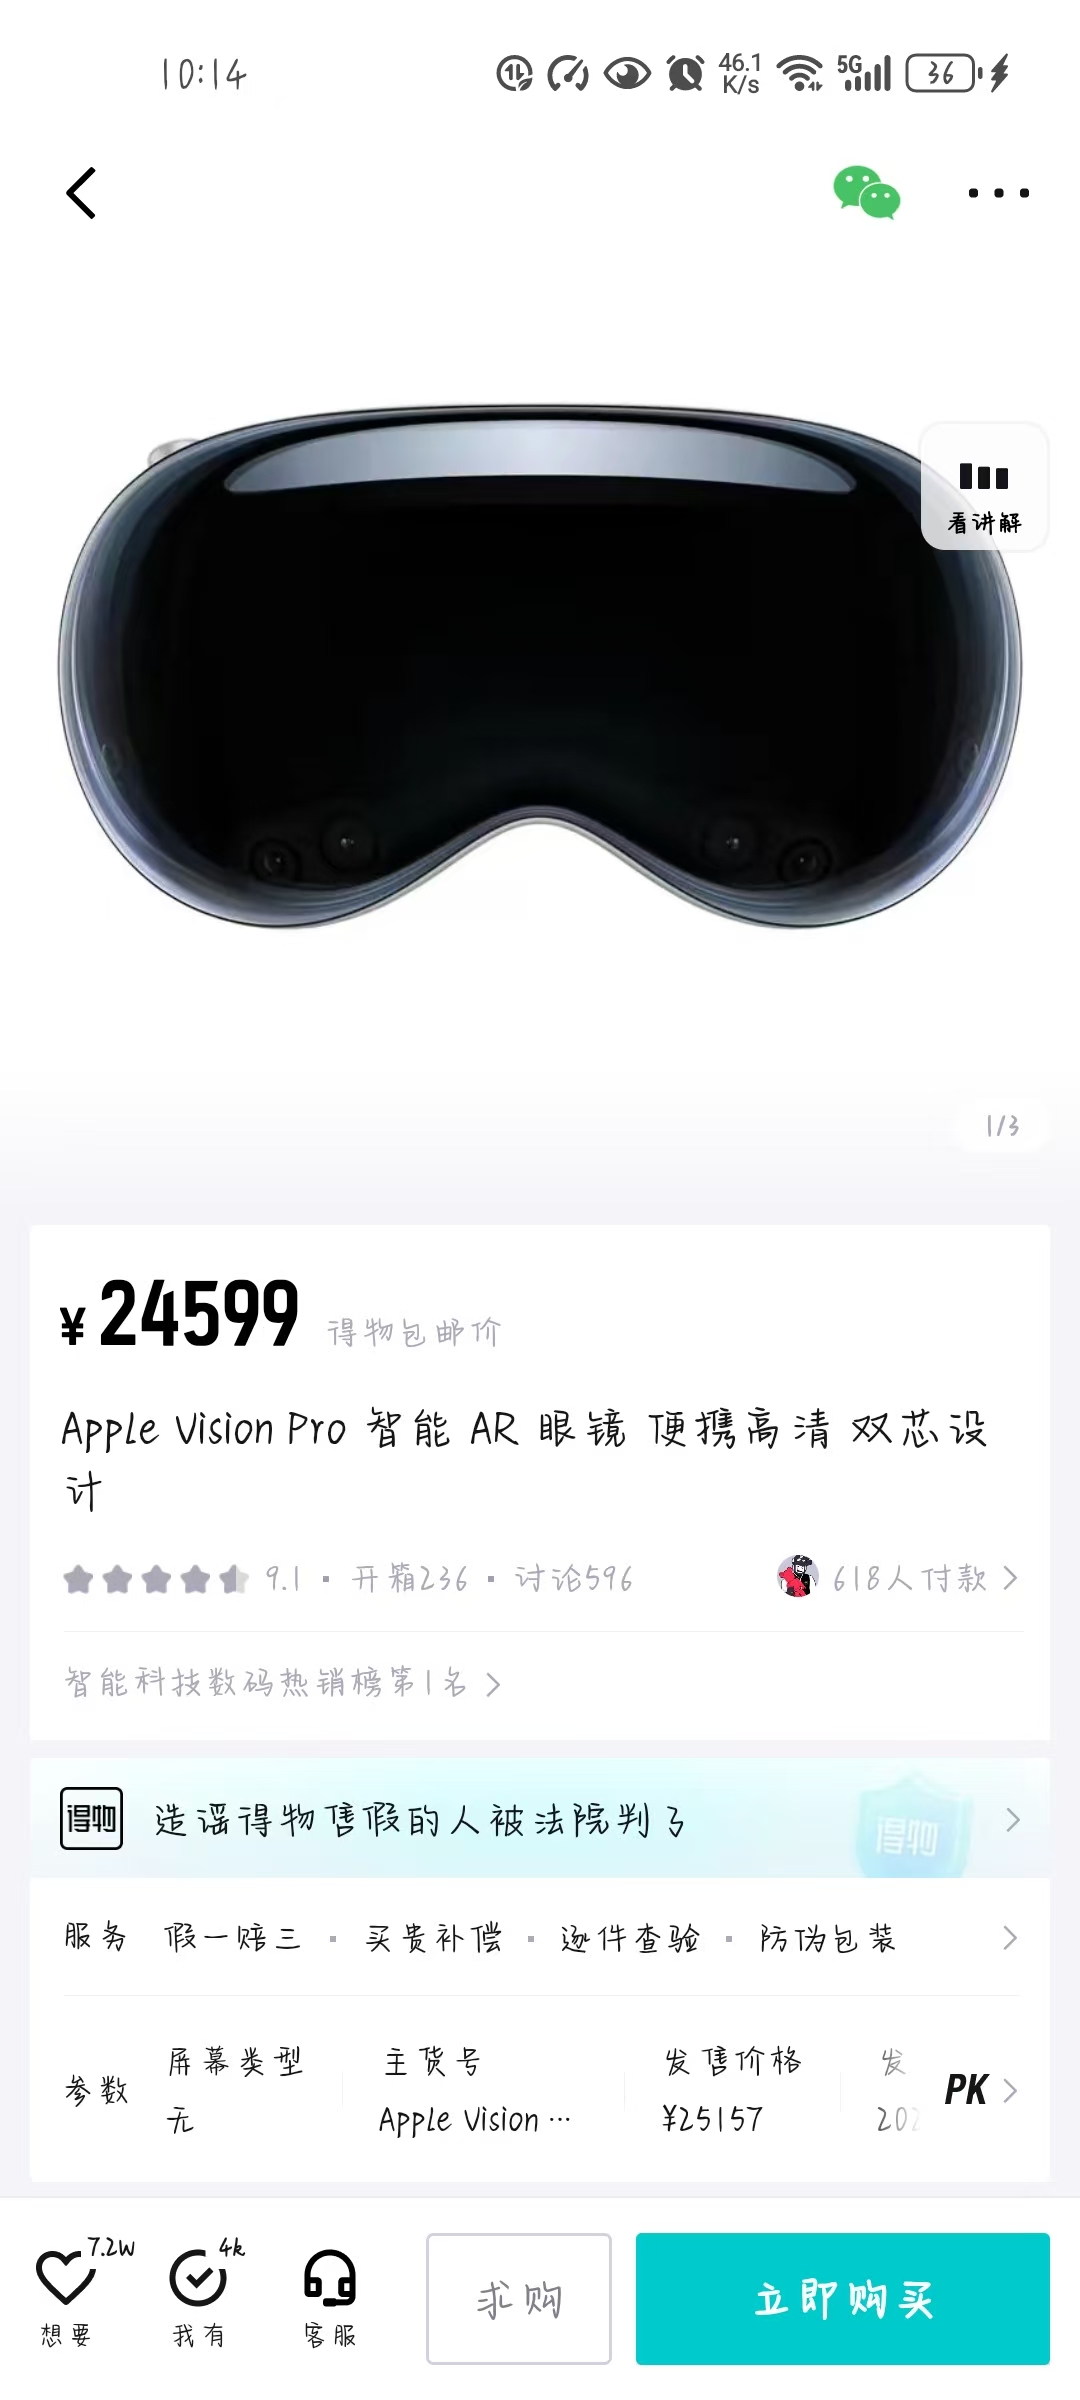 10:14
46.1
K/s
5G
36
看讲解
1/3
¥24599 得物包邮价
Apple Vision Pro 智能 AR 眼镜 便携高清 双芯设
计
9.1 · 开箱236 · 讨论596
618人付款
智能科技数码热销榜第1名
得物 造谣得物售假的人被法院判了
得物
服务 假一赔三 · 买贵补偿 · 逐件查验 · 防伪包装
参数
屏幕类型 主货号 发售价格 发
无 Apple Vision ··· ¥25157 202
PK
7.2w 4k
想要 我有 客服
求购
立即购买